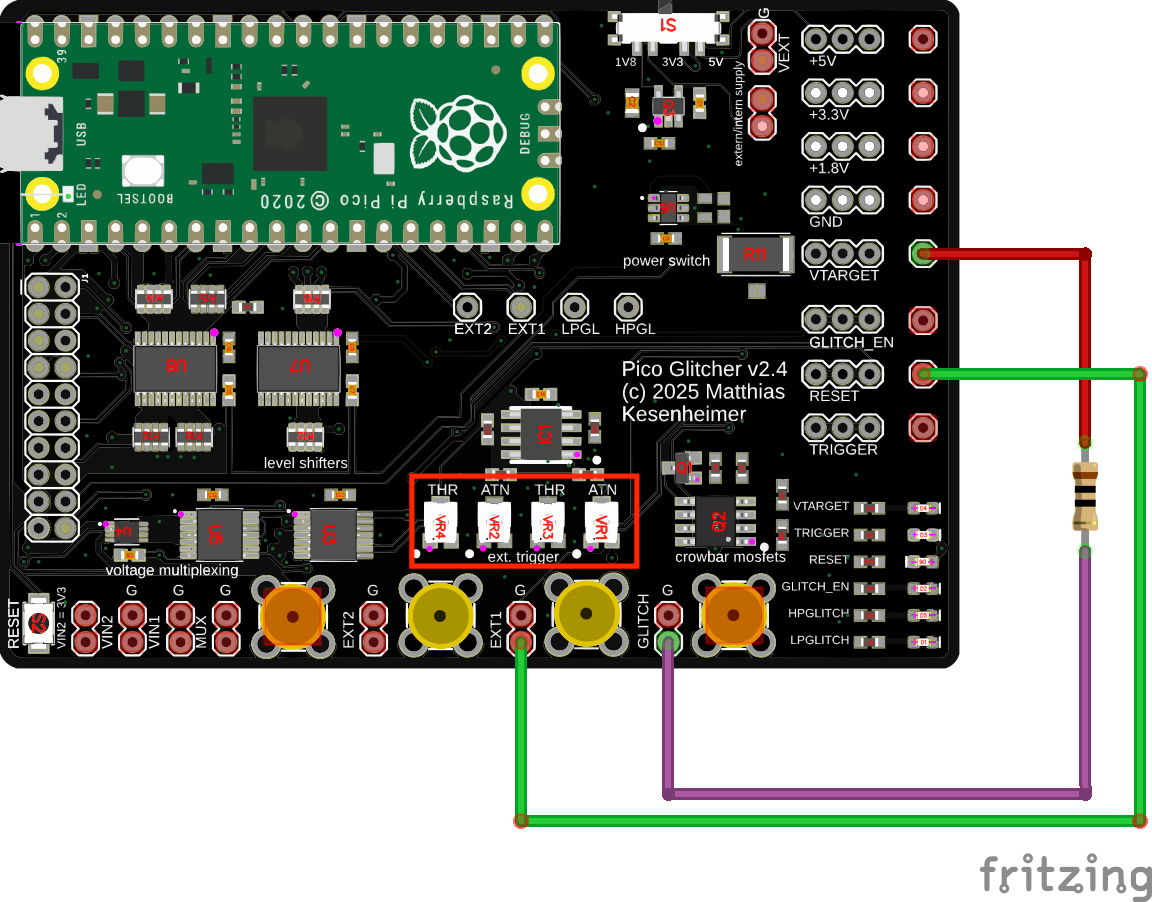 39
USB
LED
1
2
BOOTSEL
Raspberry Pi Pico © 2020
DEBUG
S1
1V8
3V3
5V
G
VEXT
extern/intern supply
+5V
+3.3V
+1.8V
GND
VTARGET
GLITCH_EN
RESET
TRIGGER
power switch
R11
J1
EXT2
EXT1
LPGL
HPGL
U8
U7
level shifters
Pico Glitcher v2.4
(c) 2025 Matthias
Kesenheimer
IC1
THR
ATN
THR
ATN
VR4
VR2
VR3
VR1
ext. trigger
Q1
Q2
crowbar mosfets
U4
U5
U3
voltage multiplexing
VTARGET
TRIGGER
RESET
GLITCH_EN
HPGLITCH
LPGLITCH
RESET
VIN2 = 3V3
VIN2
G
VIN1
G
MUX
G
EXT2
G
EXT1
G
GLITCH
G
fritzing